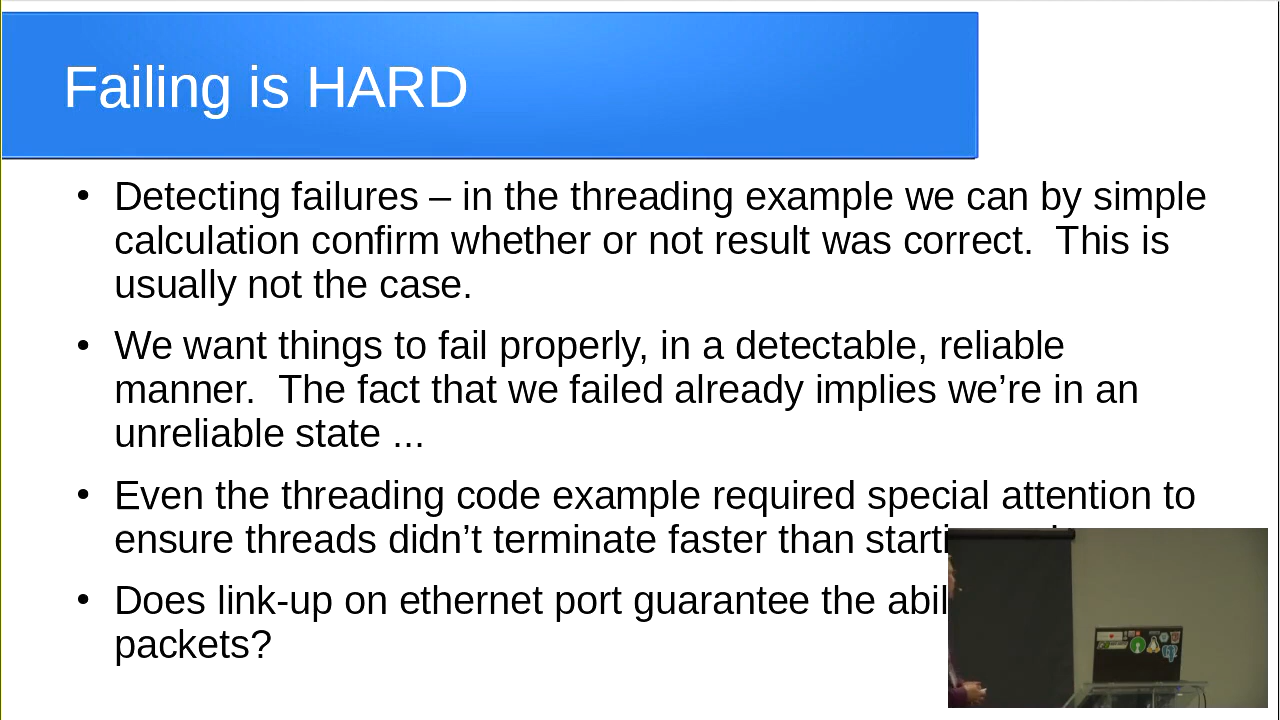 Failing is HARD
• Detecting failures – in the threading example we can by simple
calculation confirm whether or not result was correct.  This is
usually not the case.
• We want things to fail properly, in a detectable, reliable
manner.  The fact that we failed already implies we’re in an
unreliable state ...
• Even the threading code example required special attention to
ensure threads didn’t terminate faster than
• Does link-up on ethernet port guarantee the
packets?